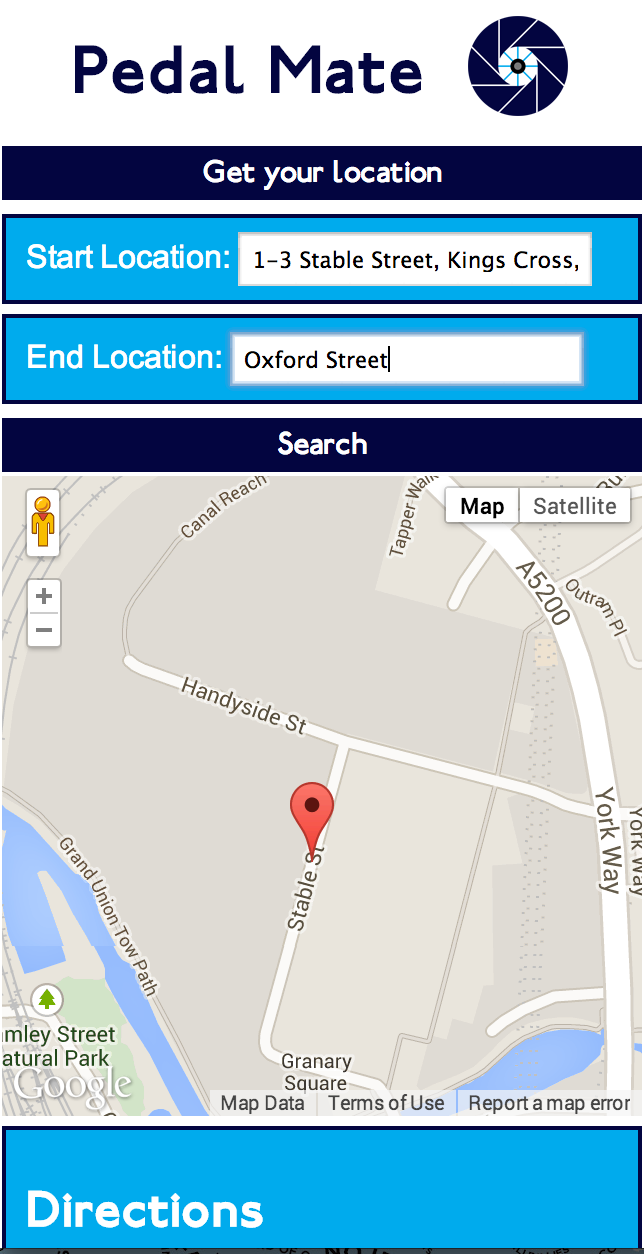 Pedal Mate
Get your location
Start Location: 1-3 Stable Street, Kings Cross,
End Location: Oxford Street
Search
Map Satellite
Canal Reach
Tapper Walk
A5200
Outram Pl
Handyside St
York Way
York Way
Stable St
Grand Union Tow Path
mley Street
atural Park
Granary
Square
Google
Map Data Terms of Use Report a map error
Directions